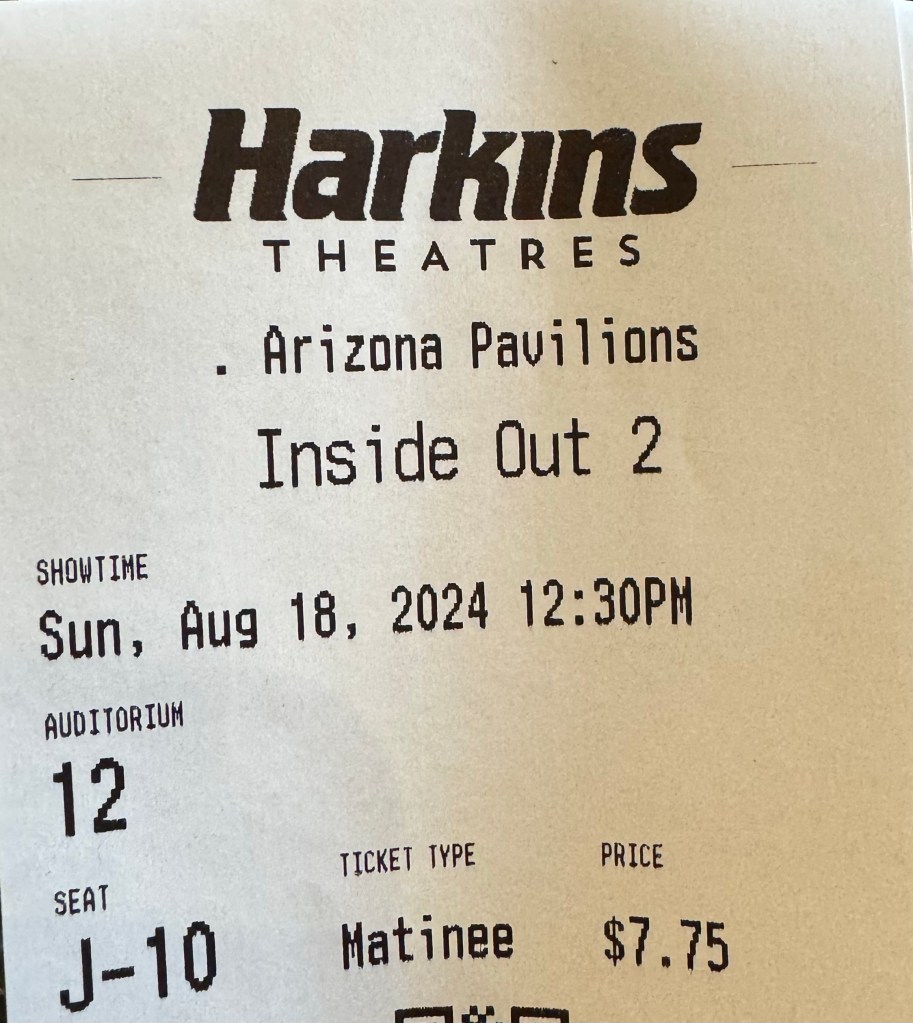 Harkins
THEATRES
. Arizona Pavilions
Inside Out 2
SHOWTIME
Sun, Aug 18, 2024 12:30PM
AUDITORIUM
12
TICKET TYPE PRICE
SEAT
J-10 Matinee $7.75